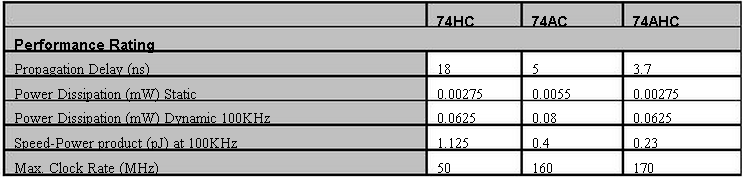 74HC 74AC 74AHC
Performance Rating
Propagation Delay (ns) 18 5 3.7
Power Dissipation (mW) Static 0.00275 0.0055 0.00275
Power Dissipation (mW) Dynamic 100KHz 0.0625 0.08 0.0625
Speed-Power product (pJ) at 100KHz 1.125 0.4 0.23
Max. Clock Rate (MHz) 50 160 170